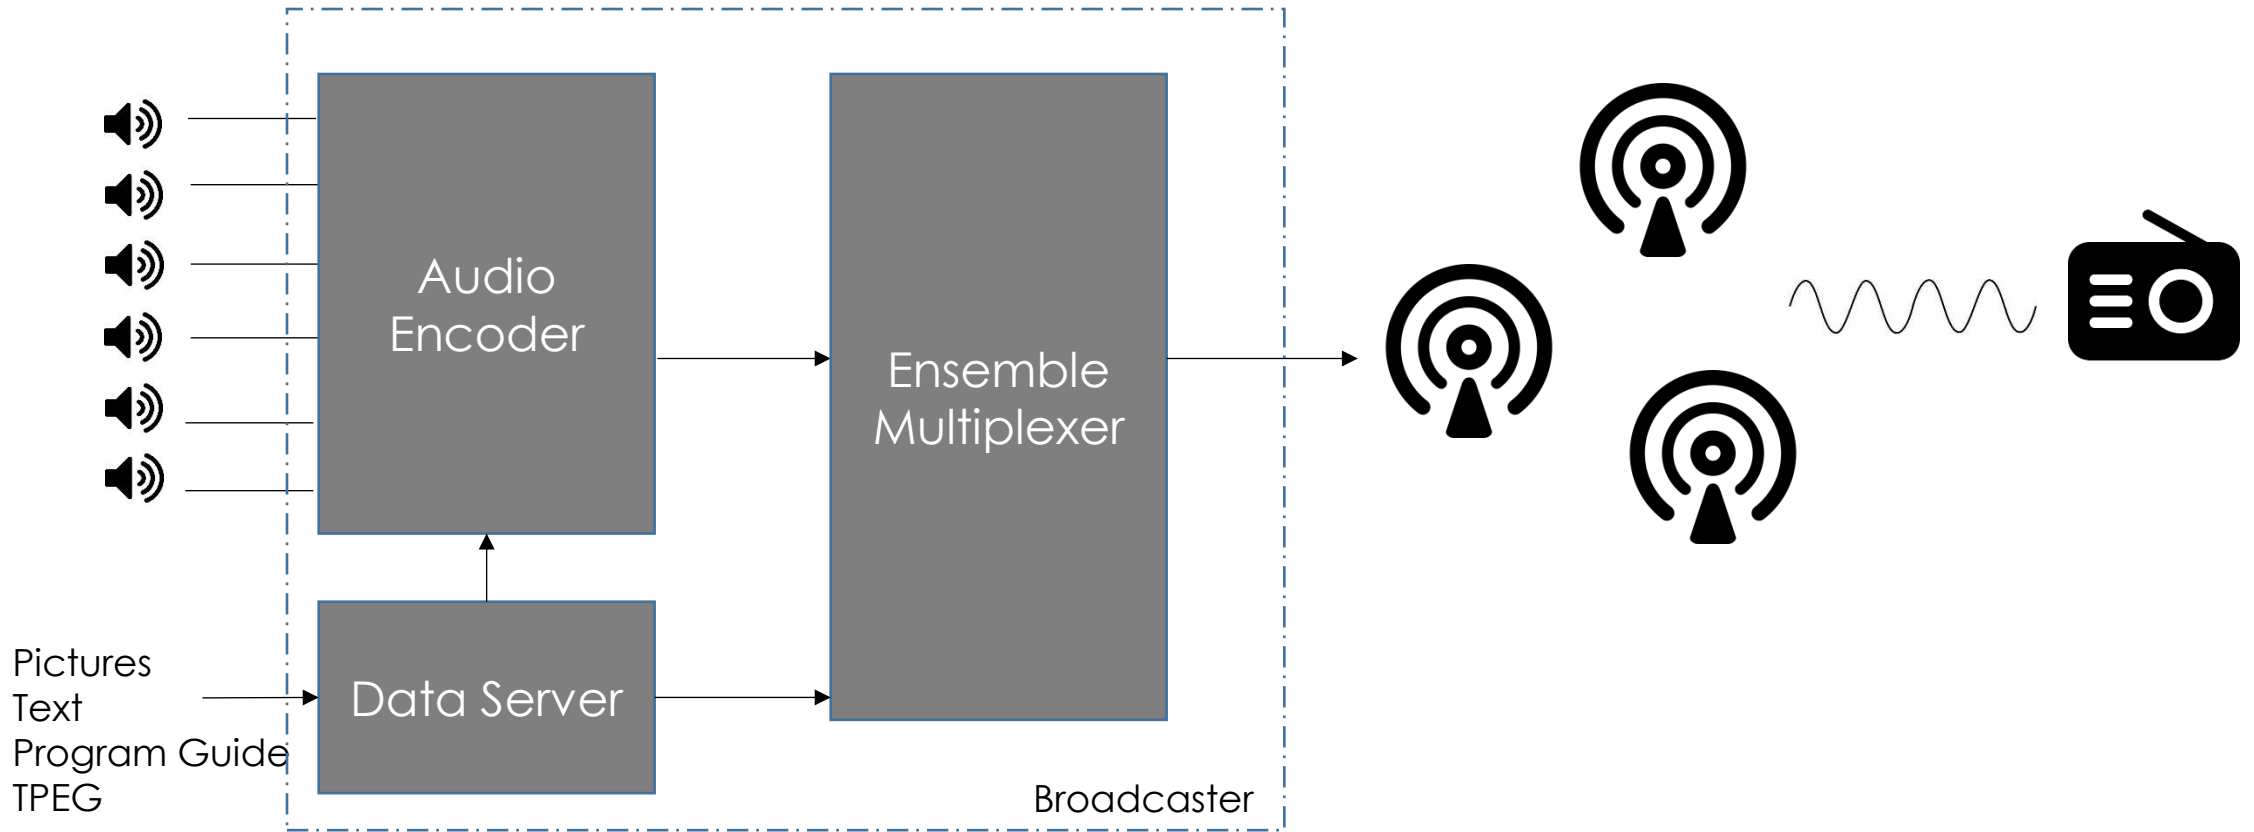 Audio
Encoder
Ensemble
Multiplexer
Data Server
Pictures
Text
Program Guide
TPEG
Broadcaster